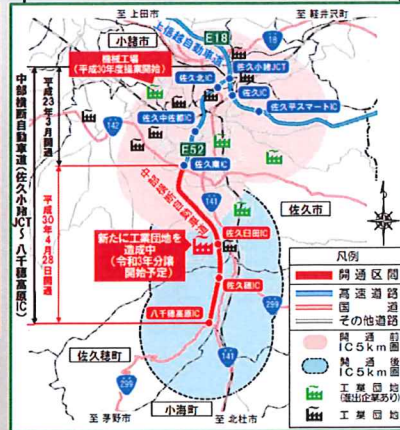 至 上田市
至 軽井沢町
小諸市
上信越自動車道
E18
18
機械工場
(平成30年度操業開始)
佐久小諸JCT
佐久北IC
佐久IC
佐久平スマートIC
佐久中佐都IC
142
E52
佐久南IC
中部横断自動車道(佐久小諸JCT~八千穂高原IC)
平成23年3月開通
平成30年4月28日開通
中部横断自動車道
141
佐久市
新たに工業団地を
造成中
(令和3年分譲
開始予定)
佐久臼田IC
佐久穂IC
299
八千穂高原IC
佐久穂町
141
299
小海町
至 茅野市
至 北杜市
凡例
開通区間
高速道路
国道
その他道路
開通前
IC5km圏
開通後
IC5km圏
工業団地
(進出企業あり)
工業団地